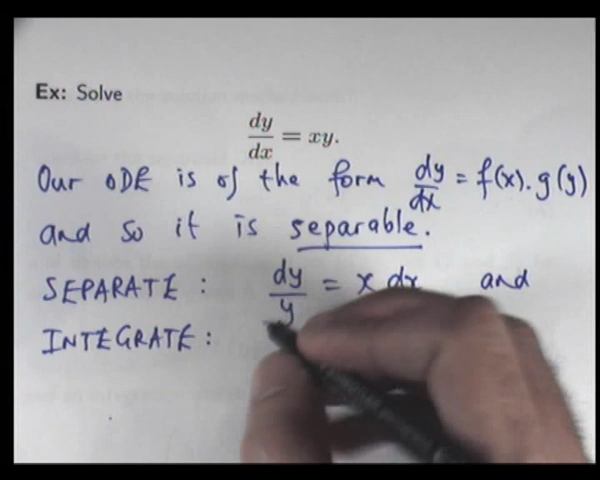 Ex: Solve
dy/dx = xy.
Our ODE is of the form dy/dx = f(x).g(y)
and so it is separable.
SEPARATE : dy/y = x dx and
INTEGRATE :